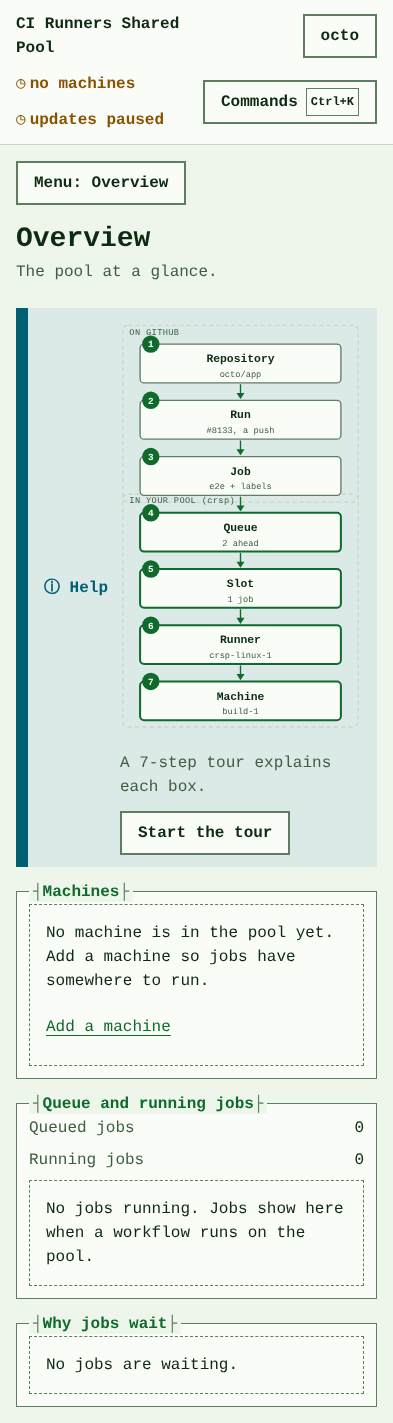 CI Runners Shared
Pool
octo
◷ no machines
◷ updates paused
Commands Ctrl+K
Menu: Overview
Overview
The pool at a glance.
ⓘ Help
ON GITHUB
1
Repository
octo/app
2
Run
#8133, a push
3
Job
e2e + labels
IN YOUR POOL (crsp)
4
Queue
2 ahead
5
Slot
1 job
6
Runner
crsp-linux-1
7
Machine
build-1
A 7-step tour explains
each box.
Start the tour
Machines
No machine is in the pool yet.
Add a machine so jobs have
somewhere to run.
Add a machine
Queue and running jobs
Queued jobs 0
Running jobs 0
No jobs running. Jobs show here
when a workflow runs on the
pool.
Why jobs wait
No jobs are waiting.